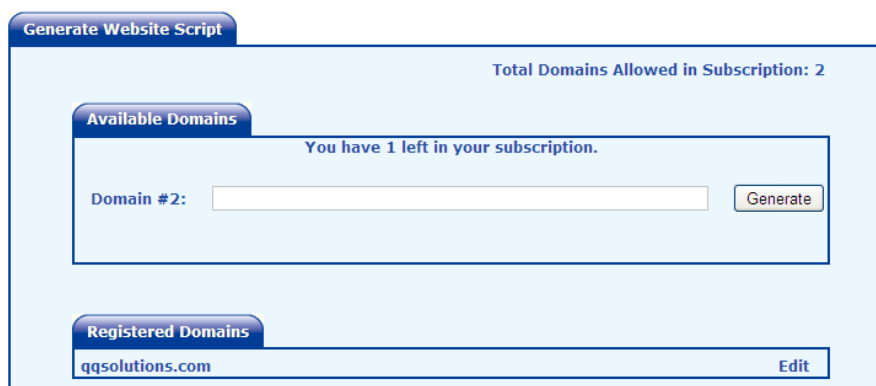 Generate Website Script
Total Domains Allowed in Subscription: 2
Available Domains
You have 1 left in your subscription.
Domain #2:
Generate
Registered Domains
qqsolutions.com
Edit